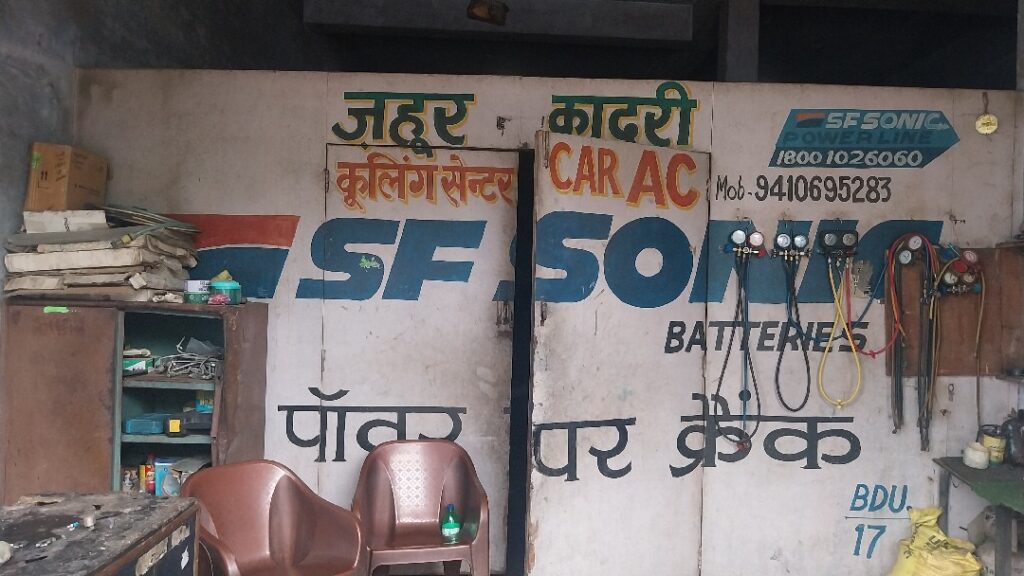 ज़हूर कादरी
कूलिंग सेन्टर CAR AC
SF SONIC
POWER LINE
1800 1026060
Mob - 9410695283
SF SONIC
BATTERIES
पॉवर पर क्रैंक
BDU.
17